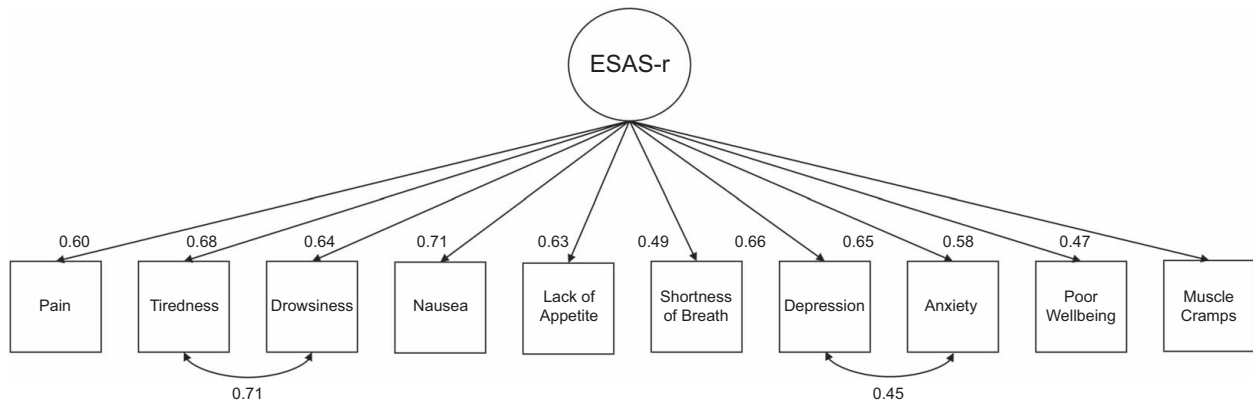 ESAS-r
0.60 0.68 0.64 0.71 0.63 0.49 0.66 0.65 0.58 0.47
Pain
Tiredness
Drowsiness
Nausea
Lack of
Appetite
Shortness
of Breath
Depression
Anxiety
Poor
Wellbeing
Muscle
Cramps
0.71
0.45